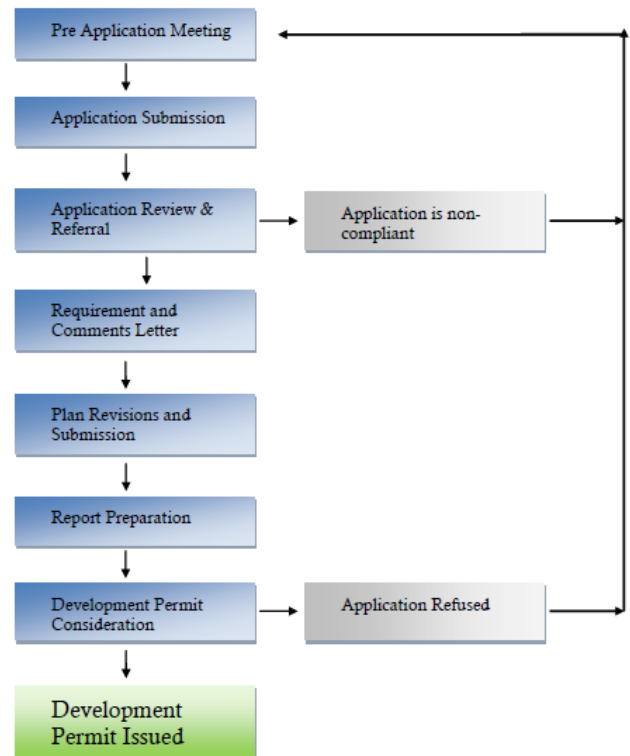 Pre Application Meeting
Application Submission
Application Review &
Referral
Application is non-
compliant
Requirement and
Comments Letter
Plan Revisions and
Submission
Report Preparation
Development Permit
Consideration
Application Refused
Development
Permit Issued